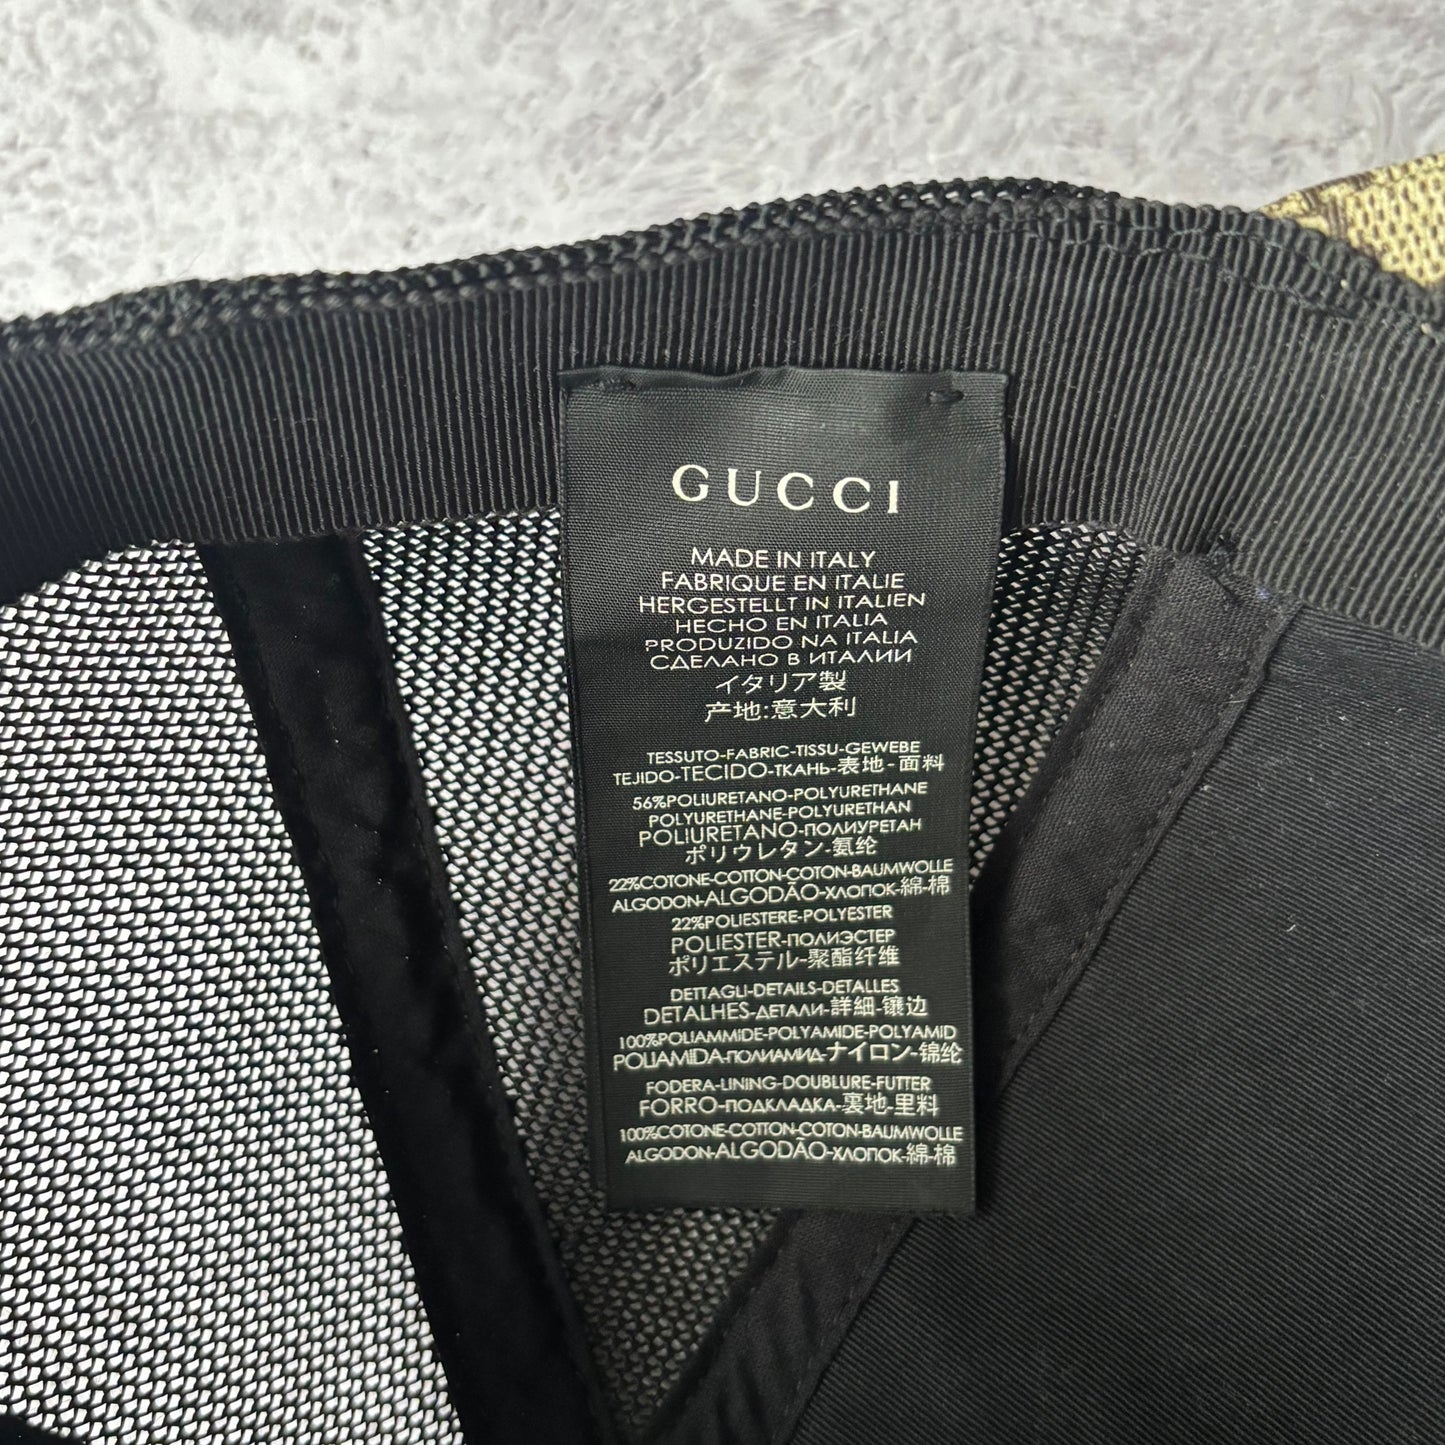 GUCCI
MADE IN ITALY
FABRIQUE EN ITALIE
HERGESTELLT IN ITALIEN
HECHO EN ITALIA
PRODUZIDO NA ITALIA
СДЕЛАНО В ИТАЛИИ
イタリア製
产地:意大利
TESSUTO-FABRIC-TISSU-GEWEBE
TEJIDO-TECIDO-ТКАНЬ-表地-面料
56%POLIURETANO-POLYURETHANE
POLYURETHANE-POLYURETHAN
POLIURETANO-ПОЛИУРЕТАН
ポリウレタン-氨纶
22%COTONE-COTTON-COTON-BAUMWOLLE
ALGODON-ALGODÃO-ХЛОПОК-綿-棉
22%POLIESTERE-POLYESTER
POLIESTER-ПОЛИЭСТЕР
ポリエステル-聚酯纤维
DETTAGLI-DETAILS-DETALLES
DETALHES-ДЕТАЛИ-詳細-镶边
100%POLIAMMIDE-POLYAMIDE-POLYAMID
POLIAMIDA-ПОЛИАМИД-ナイロン-锦纶
FODERA-LINING-DOUBLURE-FUTTER
FORRO-ПОДКЛАДКА-裏地-里料
100%COTONE-COTTON-COTON-BAUMWOLLE
ALGODON-ALGODÃO-ХЛОПОК-綿-棉